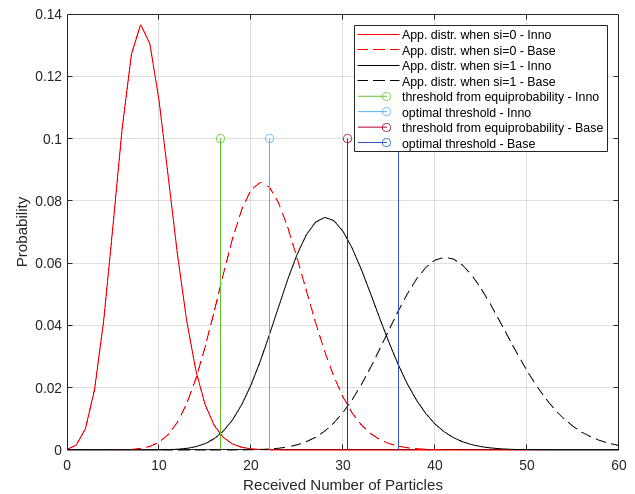 0.14
0.12
0.1
0.08
0.06
0.04
0.02
0
Probability
App. distr. when si=0 - Inno
App. distr. when si=0 - Base
App. distr. when si=1 - Inno
App. distr. when si=1 - Base
threshold from equiprobability - Inno
optimal threshold - Inno
threshold from equiprobability - Base
optimal threshold - Base
0 10 20 30 40 50 60
Received Number of Particles